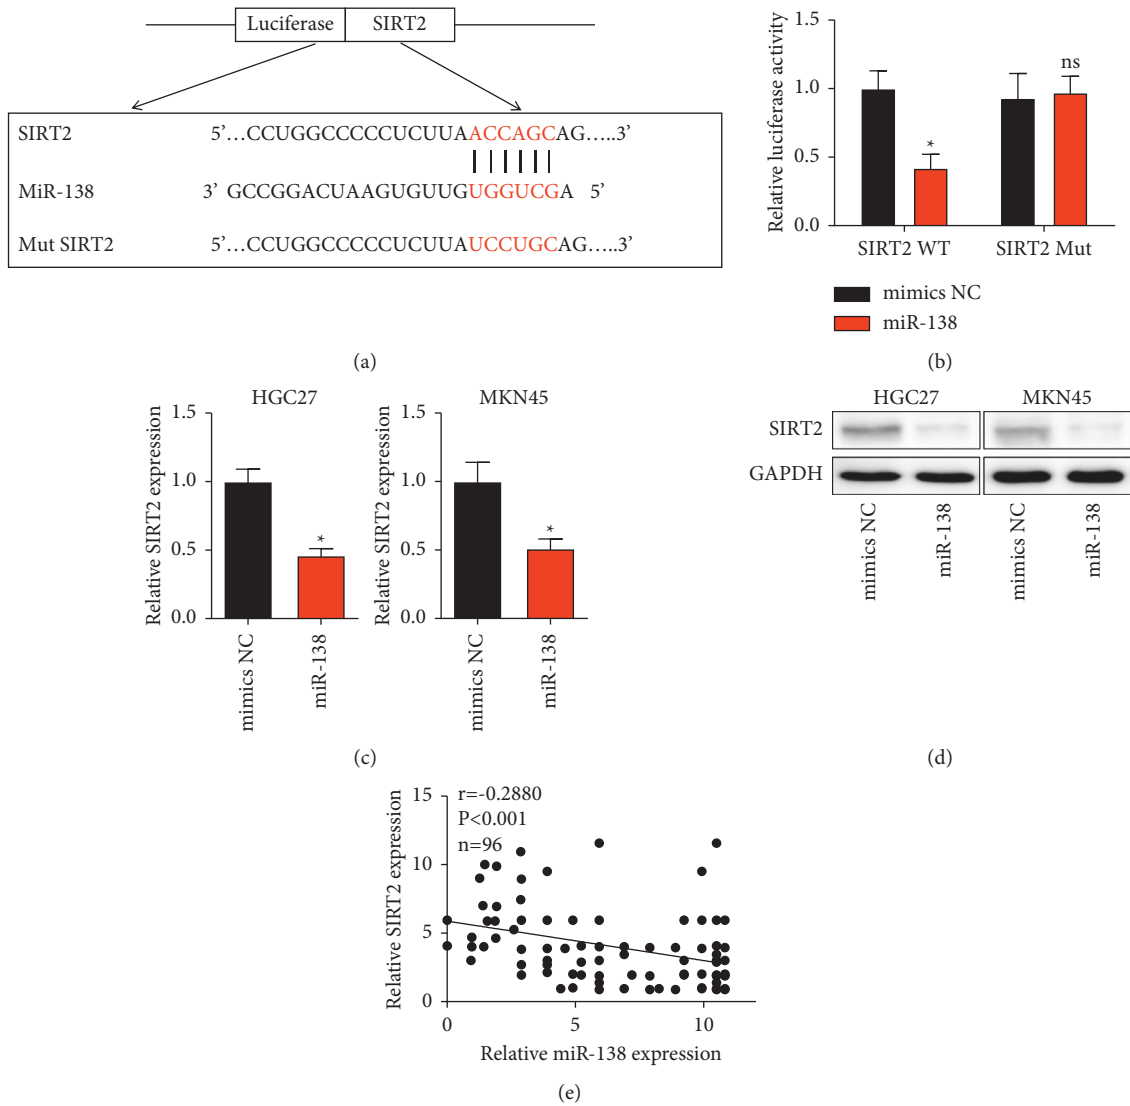 Luciferase SIRT2
SIRT2 5’…CCUGGCCCCCUCUUAACCAGCAG…..3’
MiR-138 3’ GCCGGACUAAGUGUUGUGGUCGA 5’
Mut SIRT2 5’…CCUGGCCCCCUCUUAUCCUGCAG…..3’
(a)
Relative luciferase activity
1.5
1.0
0.5
0.0
*
ns
SIRT2 WT SIRT2 Mut
mimics NC
miR-138
(b)
HGC27
Relative SIRT2 expression
1.5
1.0
0.5
0.0
*
mimics NC
miR-138
MKN45
Relative SIRT2 expression
1.5
1.0
0.5
0.0
*
mimics NC
miR-138
(c)
HGC27 MKN45
SIRT2
GAPDH
mimics NC
miR-138
mimics NC
miR-138
(d)
Relative SIRT2 expression
15
10
5
0
r=-0.2880
P<0.001
n=96
0 5 10
Relative miR-138 expression
(e)